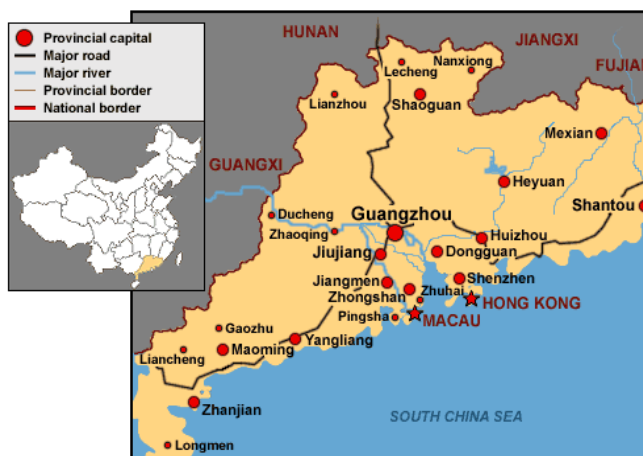 Provincial capital
Major road
Major river
Provincial border
National border
HUNAN
JIANGXI
FUJIAN
Lecheng
Nanxiong
Lianzhou
Shaoguan
Mexian
GUANGXI
Heyuan
Shantou
Ducheng
Guangzhou
Zhaoqing
Huizhou
Jiujiang
Dongguan
Jiangmen
Shenzhen
Zhongshan
Zhuhai
HONG KONG
Pingsha
MACAU
Gaozhu
Yangliang
Liancheng
Maoming
Zhanjian
SOUTH CHINA SEA
Longmen